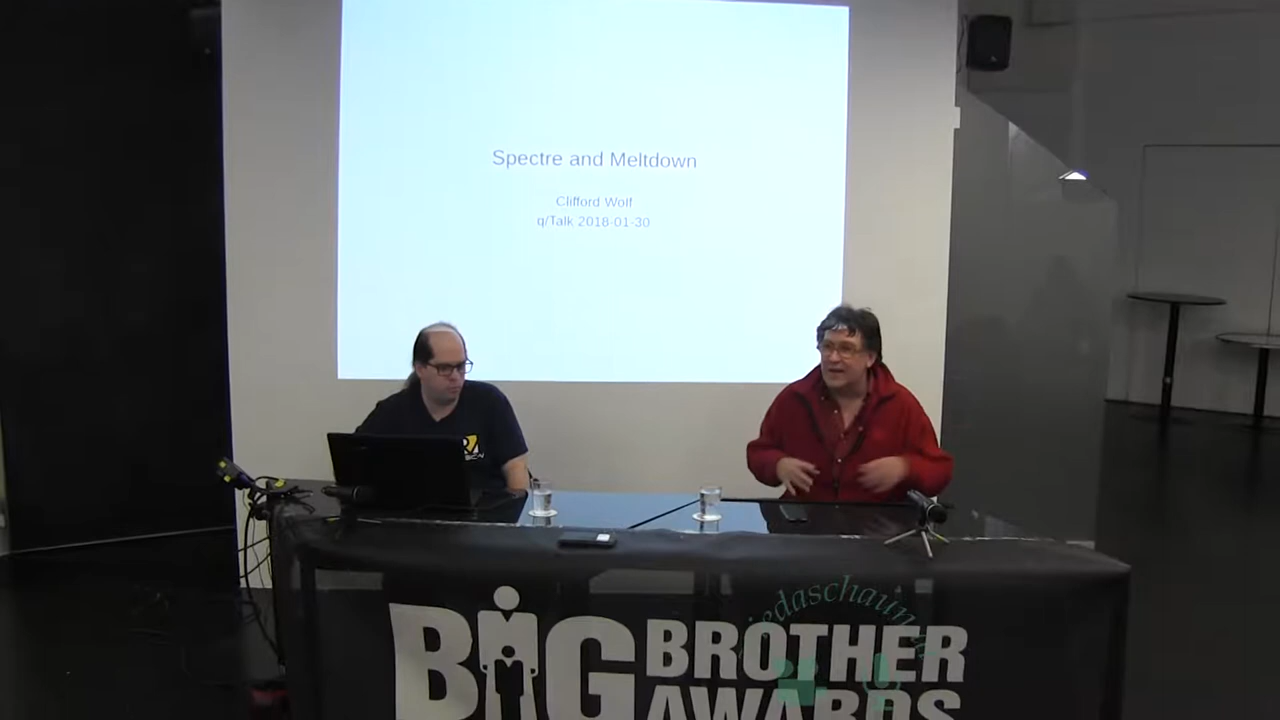 Spectre and Meltdown
Clifford Wolf
q/Talk 2018-01-30
BIG
BROTHER
AWARDS